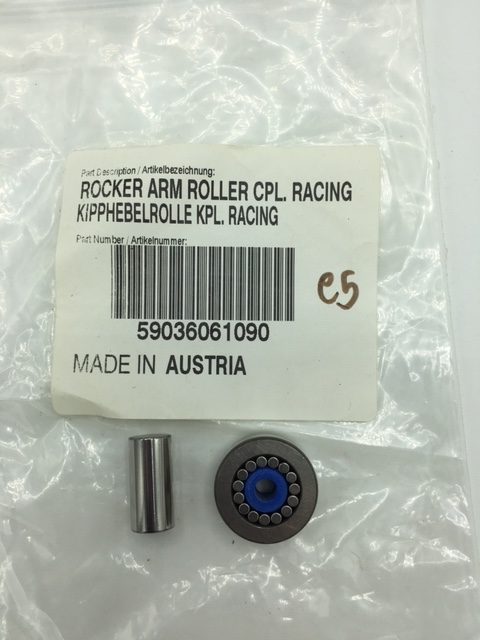 Part Description / Artikelbezeichnung:
ROCKER ARM ROLLER CPL. RACING
KIPPHEBELROLLE KPL. RACING
Part Number / Artikelnummer:
59036061090
e5
MADE IN AUSTRIA